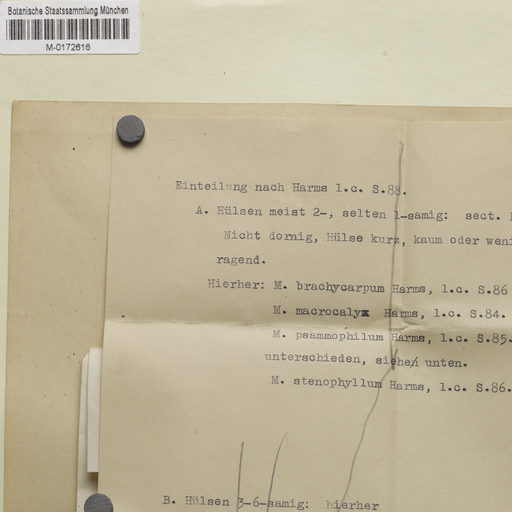 Botanische Staatssammlung München
M-0172616
Einteilung nach Harms l.c. S.88.
A. Hülsen meist 2-, selten 1-samig: sect.
Nicht dornig, Hülse kurz, kaum oder weni
ragend.
Hierher: M. brachycarpum Harms, l.c. S.86
M. macrocalyx Harms, l.c. S.84.
M. psammophilum Harms, l.c. S.85.
unterschieden, siehe unten.
M. stenophyllum Harms, l.c. S.86.
B. Hülsen 3-6-samig: hierher